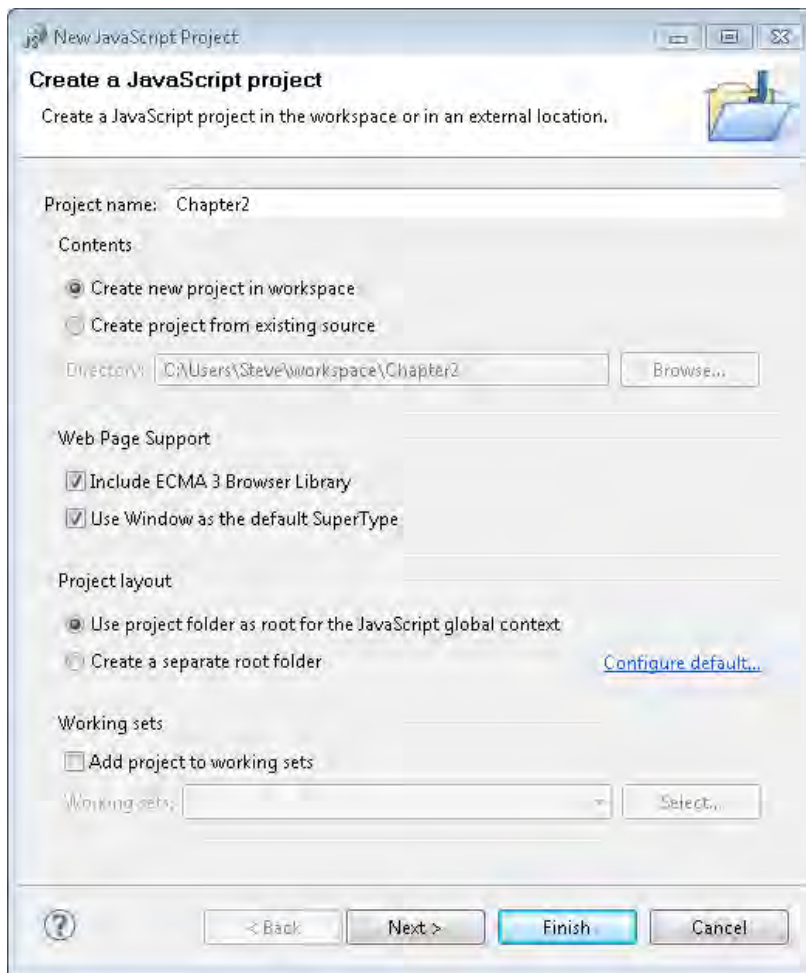 New JavaScript Project
Create a JavaScript project
Create a JavaScript project in the workspace or in an external location.
Project name: Chapter2
Contents
Create new project in workspace
Create project from existing source
Directory: C:\Users\Steve\workspace\Chapter2 Browse...
Web Page Support
Include ECMA 3 Browser Library
Use Window as the default SuperType
Project layout
Use project folder as root for the JavaScript global context
Create a separate root folder Configure default...
Working sets
Add project to working sets
Working sets: Select...
? < Back Next > Finish Cancel